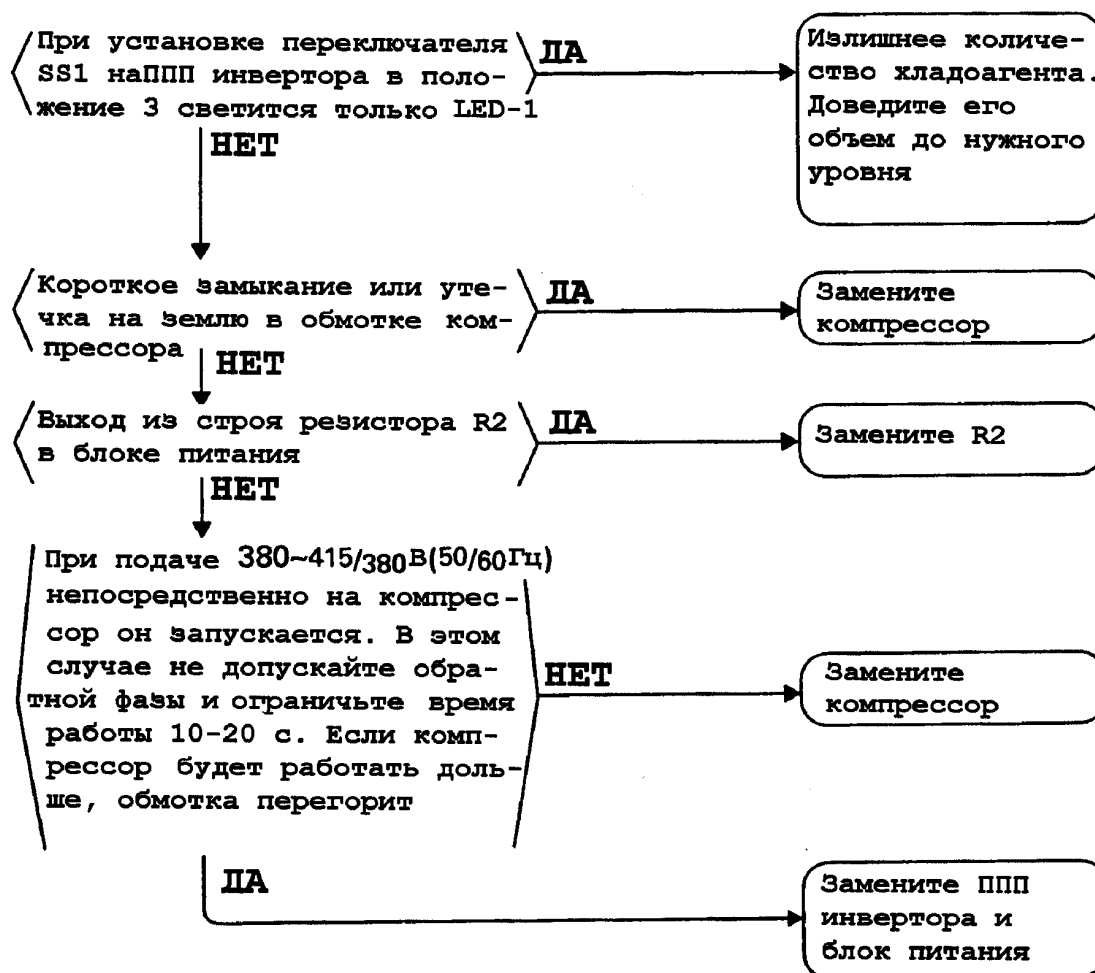 При установке переключателя
SS1 наППП инвертора в поло-
жение 3 светится только LED-1
ДА
Излишнее количе-
ство хладоагента.
Доведите его
объем до нужного
уровня
НЕТ
Короткое замыкание или уте-
чка на землю в обмотке ком-
прессора
ДА
Замените
компрессор
НЕТ
Выход из строя резистора R2
в блоке питания
ДА
Замените R2
НЕТ
При подаче 380~415/380В(50/60Гц)
непосредственно на компрес-
сор он запускается. В этом
случае не допускайте обра-
тной фазы и ограничьте время
работы 10-20 с. Если комп-
рессор будет работать доль-
ше, обмотка перегорит
НЕТ
Замените
компрессор
ДА
Замените ППП
инвертора и
блок питания